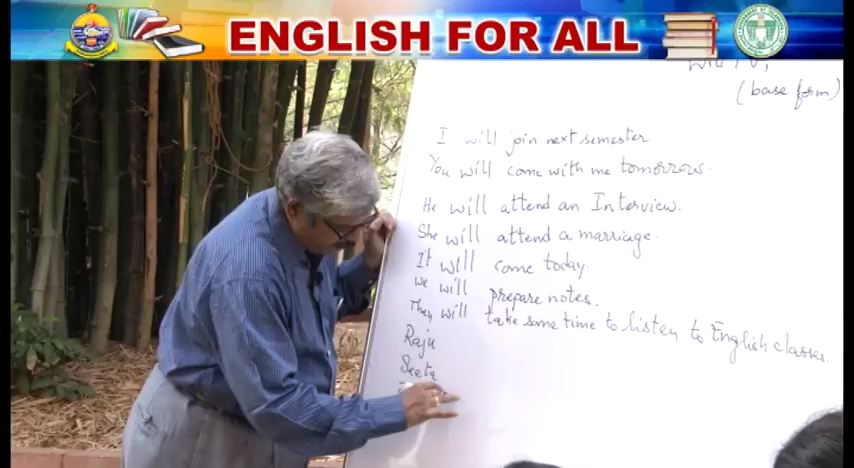 ENGLISH FOR ALL
will + V1
(base form)
I will join next semester
You will come with me tomorrow.
He will attend an Interview.
She will attend a marriage.
It will come today.
We will prepare notes.
They will take some time to listen to English classes.
Raju
Seeta